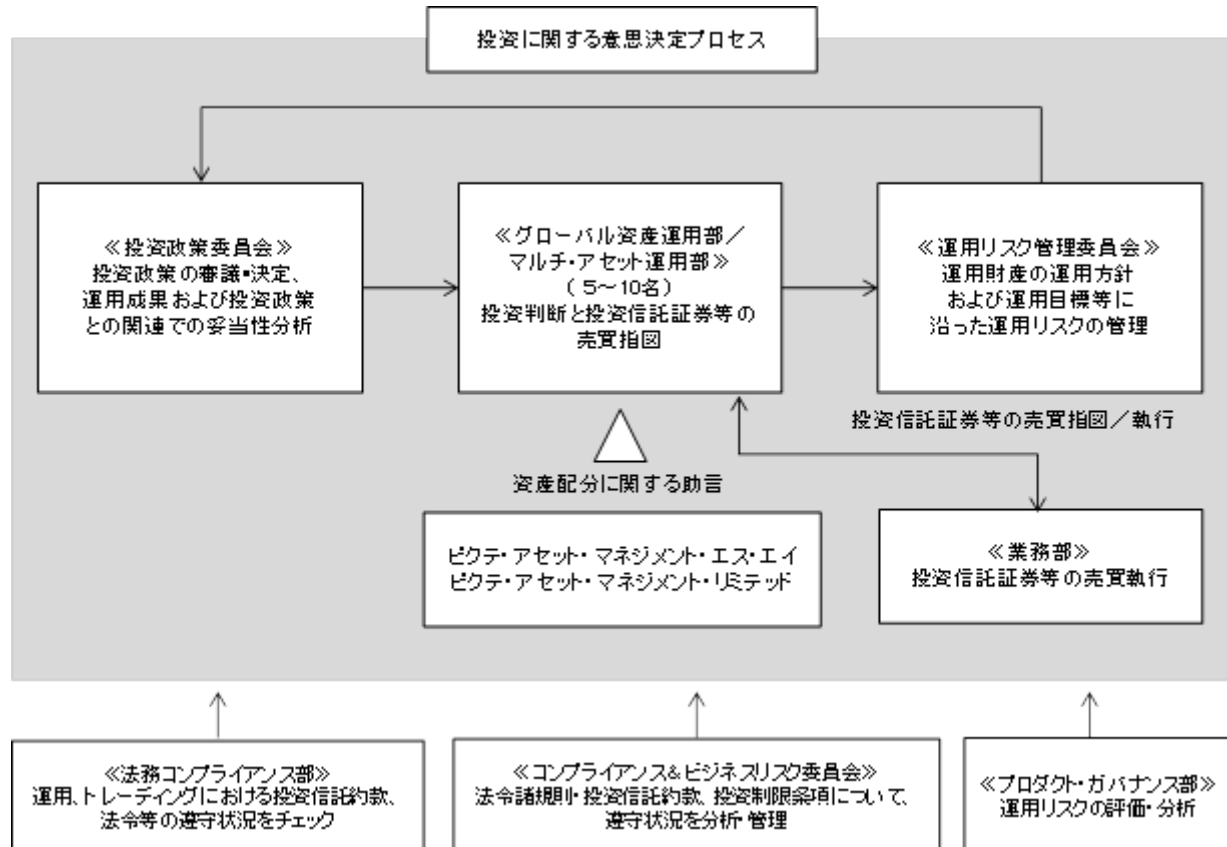 投資に関する意思決定プロセス
≪投資政策委員会≫
投資政策の審議・決定、
運用成果および投資政策
との関連での妥当性分析
≪グローバル資産運用部／
マルチ・アセット運用部≫
（５～１０名）
投資判断と投資信託証券等の
売買指図
≪運用リスク管理委員会≫
運用財産の運用方針
および運用目標等に
沿った運用リスクの管理
投資信託証券等の売買指図／執行
資産配分に関する助言
ピクテ・アセット・マネジメント・エス・エイ
ピクテ・アセット・マネジメント・リミテッド
≪業務部≫
投資信託証券等の売買執行
≪法務コンプライアンス部≫
運用、トレーディングにおける投資信託約款、
法令等の遵守状況をチェック
≪コンプライアンス&ビジネスリスク委員会≫
法令諸規則・投資信託約款、投資制限条項について、
遵守状況を分析・管理
≪プロダクト・ガバナンス部≫
運用リスクの評価・分析